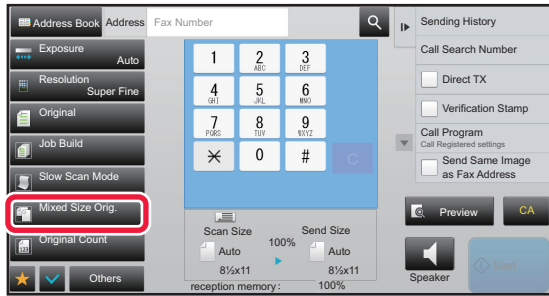 Address Book
Address
Fax Number
Exposure
Auto
Resolution
Super Fine
Original
Job Build
Slow Scan Mode
Mixed Size Orig.
Original Count
123
Others
1
2
ABC
3
DEF
4
GHI
5
JKL
6
MNO
7
PQRS
8
TUV
9
WXYZ
0
#
C
Scan Size
Auto
8½x11
100%
Send Size
Auto
8½x11
reception memory: 100%
Sending History
Call Search Number
Direct TX
Verification Stamp
Call Program
Call Registered settings
Send Same Image
as Fax Address
Preview
CA
Speaker
Start